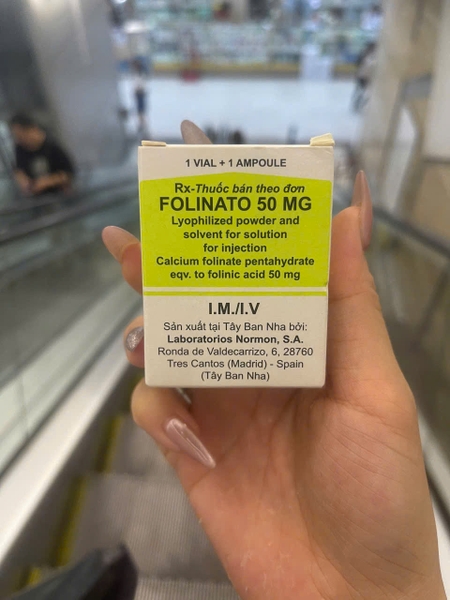 1 VIAL + 1 AMPOULE
Rx-Thuốc bán theo đơn
FOLINATO 50 MG
Lyophilized powder and
solvent for solution
for injection
Calcium folinate pentahydrate
eqv. to folinic acid 50 mg
I.M./I.V
Sản xuất tại Tây Ban Nha bởi:
Laboratorios Normon, S.A.
Ronda de Valdecarrizo, 6, 28760
Tres Cantos (Madrid) - Spain
(Tây Ban Nha)